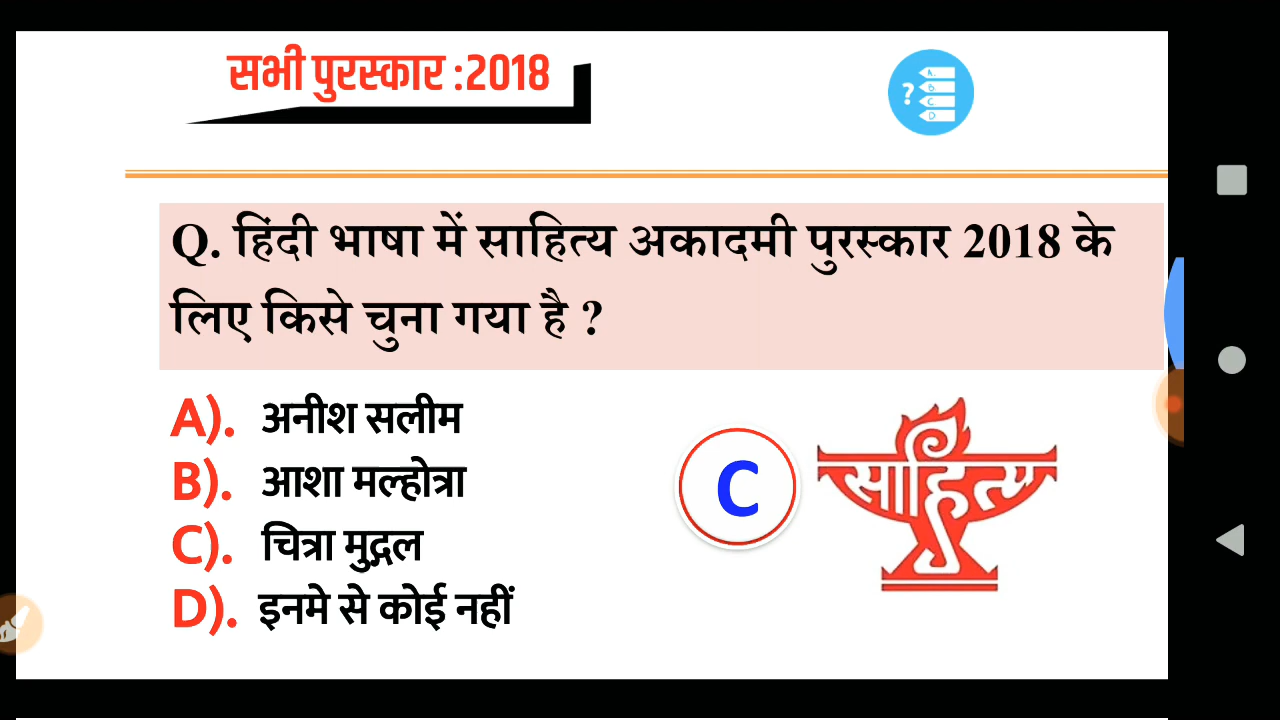 सभी पुरस्कार :2018
?
A.
B
C
D
Q. हिंदी भाषा में साहित्य अकादमी पुरस्कार 2018 के
लिए किसे चुना गया है ?
A). अनीश सलीम
B). आशा मल्होत्रा
C). चित्रा मुद्गल
D). इनमे से कोई नहीं
C
साहित्य